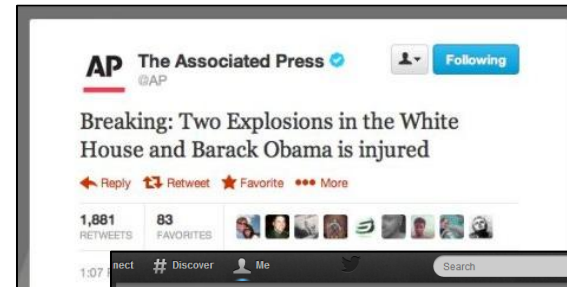 AP The Associated Press
@AP
Following
Breaking: Two Explosions in the White
House and Barack Obama is injured
Reply Retweet Favorite More
1,881 83
RETWEETS FAVORITES
1:07
nect # Discover Me Search